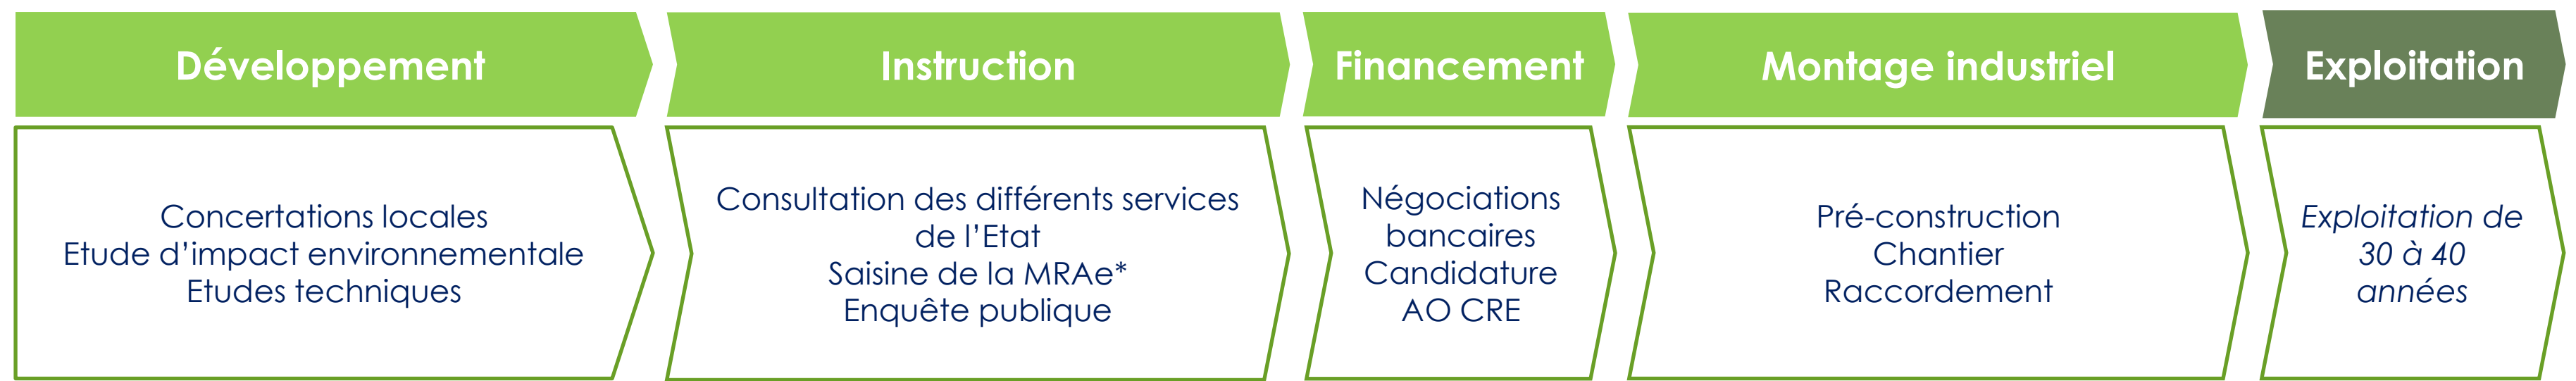 Développement
Instruction
Financement
Montage industriel
Exploitation
Concertations locales
Etude d'impact environnementale
Etudes techniques
Consultation des différents services
de l'Etat
Saisine de la MRAe*
Enquête publique
Négociations
bancaires
Candidature
AO CRE
Pré-construction
Chantier
Raccordement
Exploitation de
30 à 40
années